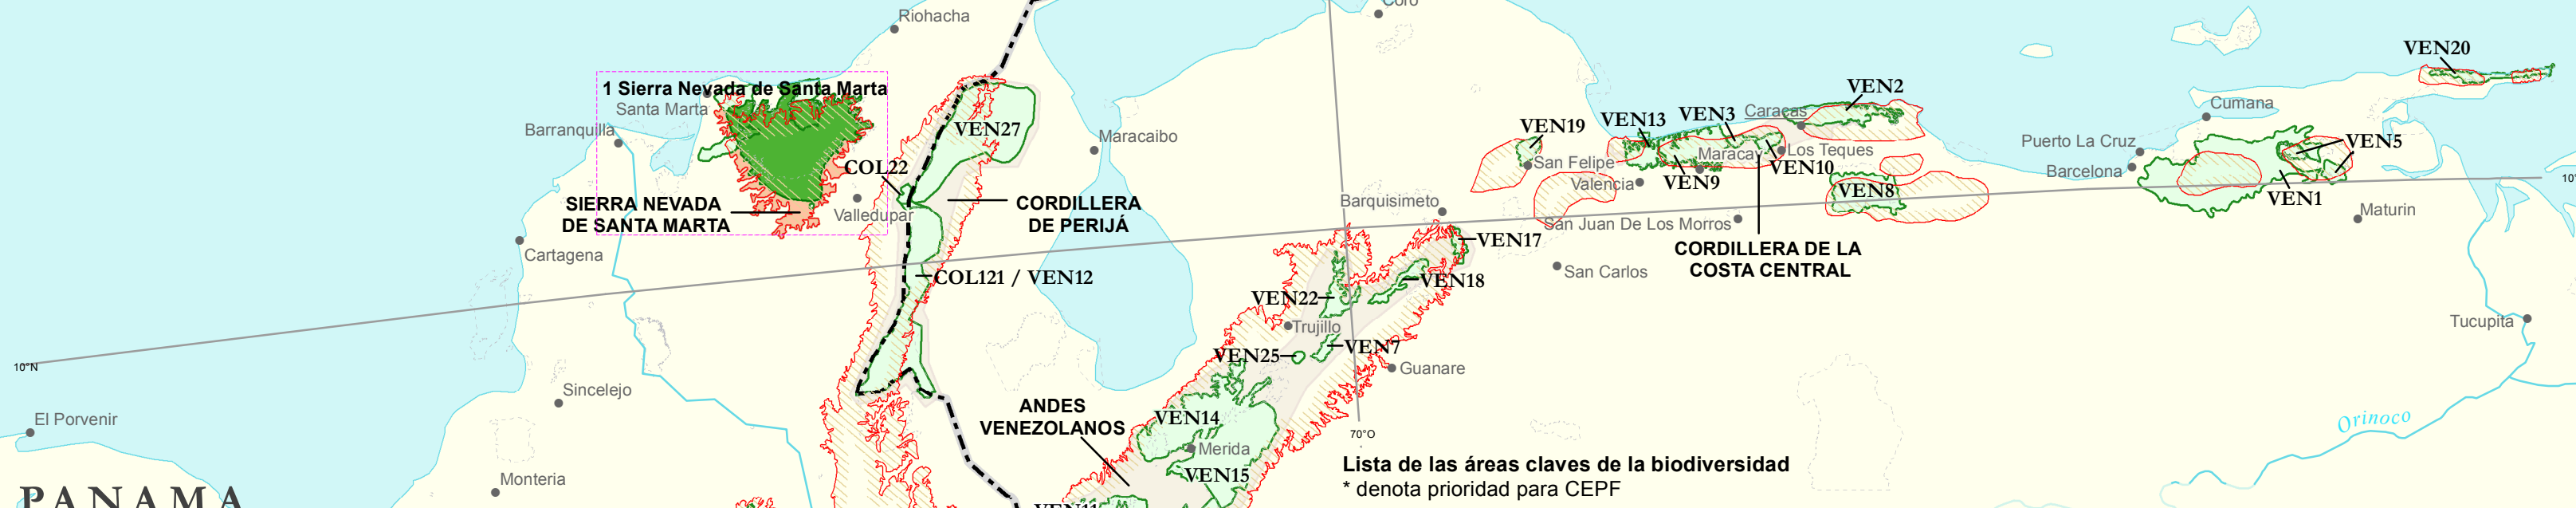 Coro
Riohacha
VEN20
1 Sierra Nevada de Santa Marta
VEN2
Santa Marta
Cumana
Caracas
VEN3
VEN13
VEN19
VEN27
Barranquilla
Maracaibo
Puerto La Cruz
VEN5
Los Teques
Maracay
San Felipe
COL22
VEN10
Barcelona
10°
Valencia
VEN9
VEN8
VEN1
SIERRA NEVADA
DE SANTA MARTA
Valledupar
CORDILLERA
DE PERIJÁ
Barquisimeto
Maturin
San Juan De Los Morros
VEN17
CORDILLERA DE LA
COSTA CENTRAL
Cartagena
San Carlos
COL121 / VEN12
VEN18
VEN22
Trujillo
Tucupita
VEN25
VEN7
10°N
Guanare
Sincelejo
ANDES
VENEZOLANOS
El Porvenir
VEN14
Orinoco
70°O
Merida
Lista de las áreas claves de la biodiversidad
* denota prioridad para CEPF
VEN15
Monteria
PANAMA
VEN11